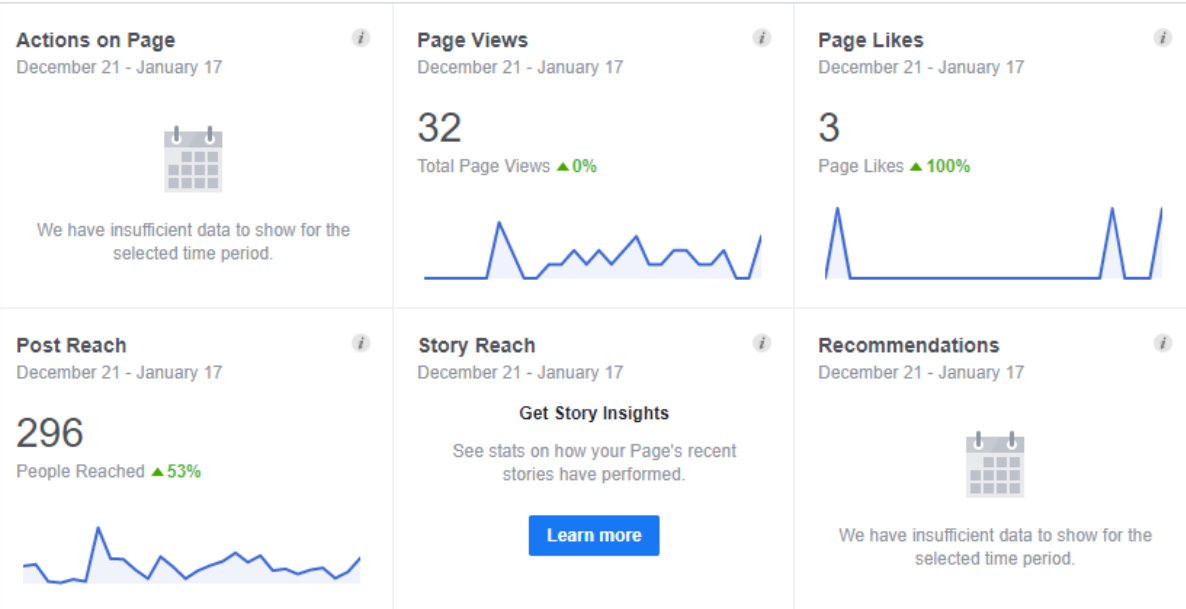 Actions on Page
December 21 - January 17
We have insufficient data to show for the
selected time period.
Page Views
December 21 - January 17
32
Total Page Views ▲ 0%
Page Likes
December 21 - January 17
3
Page Likes ▲ 100%
Post Reach
December 21 - January 17
296
People Reached ▲ 53%
Story Reach
December 21 - January 17
Get Story Insights
See stats on how your Page's recent
stories have performed.
Learn more
Recommendations
December 21 - January 17
We have insufficient data to show for the
selected time period.